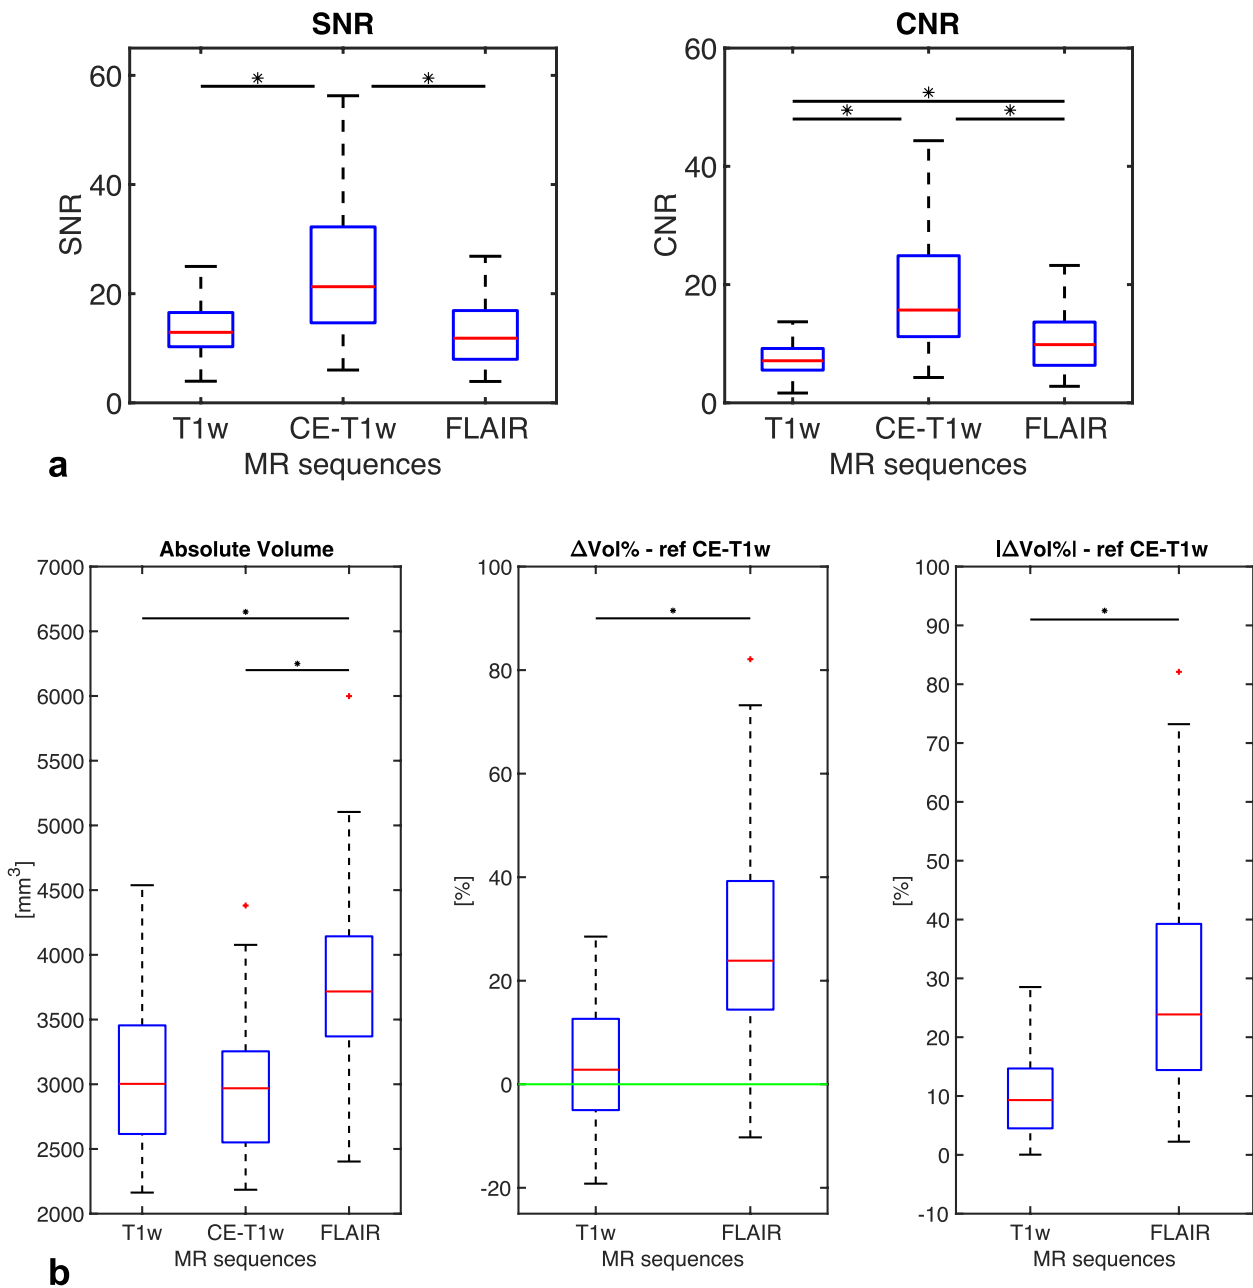 SNR
CNR
60
40
20
0
SNR
T1w CE-T1w FLAIR
MR sequences
60
40
20
0
CNR
T1w CE-T1w FLAIR
MR sequences
a
Absolute Volume
7000
6500
6000
5500
5000
4500
4000
3500
3000
2500
2000
[mm³]
T1w CE-T1w FLAIR
MR sequences
ΔVol% - ref CE-T1w
100
80
60
40
20
0
-20
[%]
T1w FLAIR
MR sequences
|ΔVol%| - ref CE-T1w
100
90
80
70
60
50
40
30
20
10
0
-10
[%]
T1w FLAIR
MR sequences
b